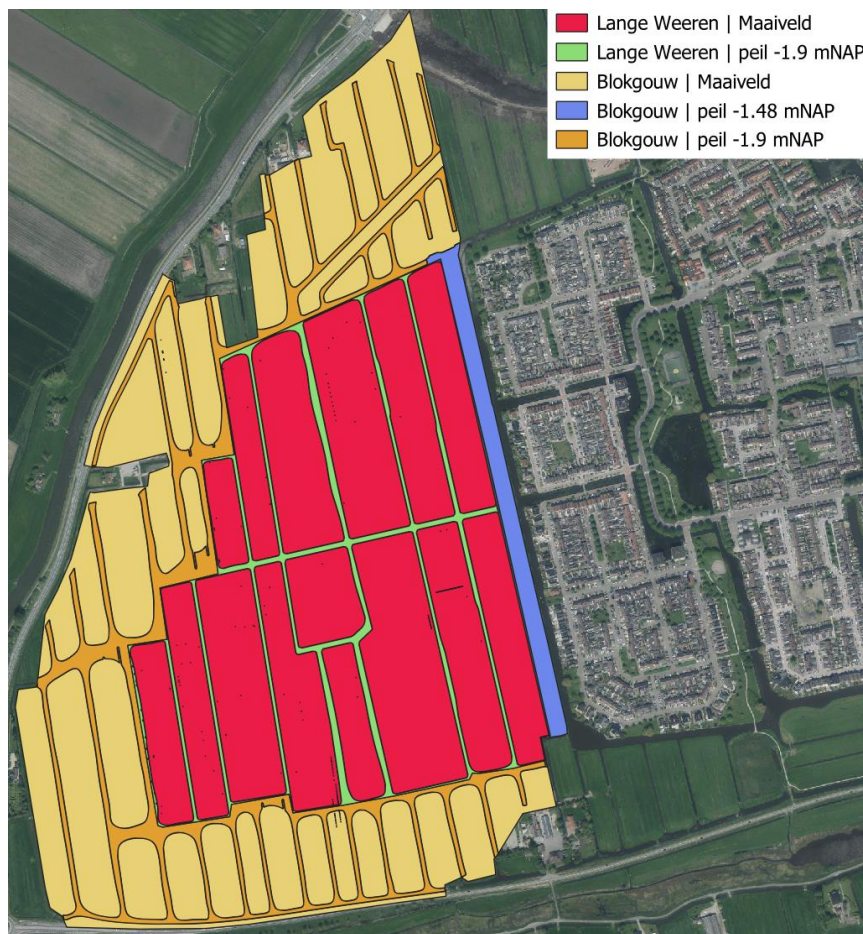 Lange Weeren | Maaiveld
Lange Weeren | peil -1.9 mNAP
Blokgouw | Maaiveld
Blokgouw | peil -1.48 mNAP
Blokgouw | peil -1.9 mNAP